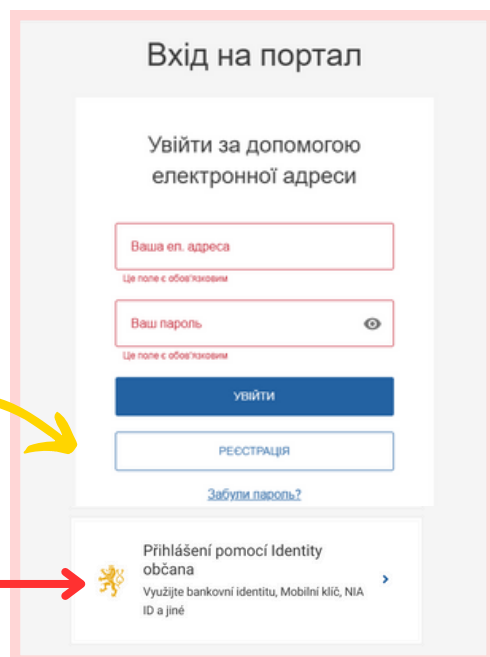 Вхід на портал
Увійти за допомогою
електронної адреси
Ваша ел. адреса
Це поле є обов'язковим
Ваш пароль
Це поле є обов'язковим
УВІЙТИ
РЕЄСТРАЦІЯ
Забули пароль?
Přihlášení pomocí Identity
občana
Využijte bankovní identitu, Mobilní klíč, NIA
ID a jiné